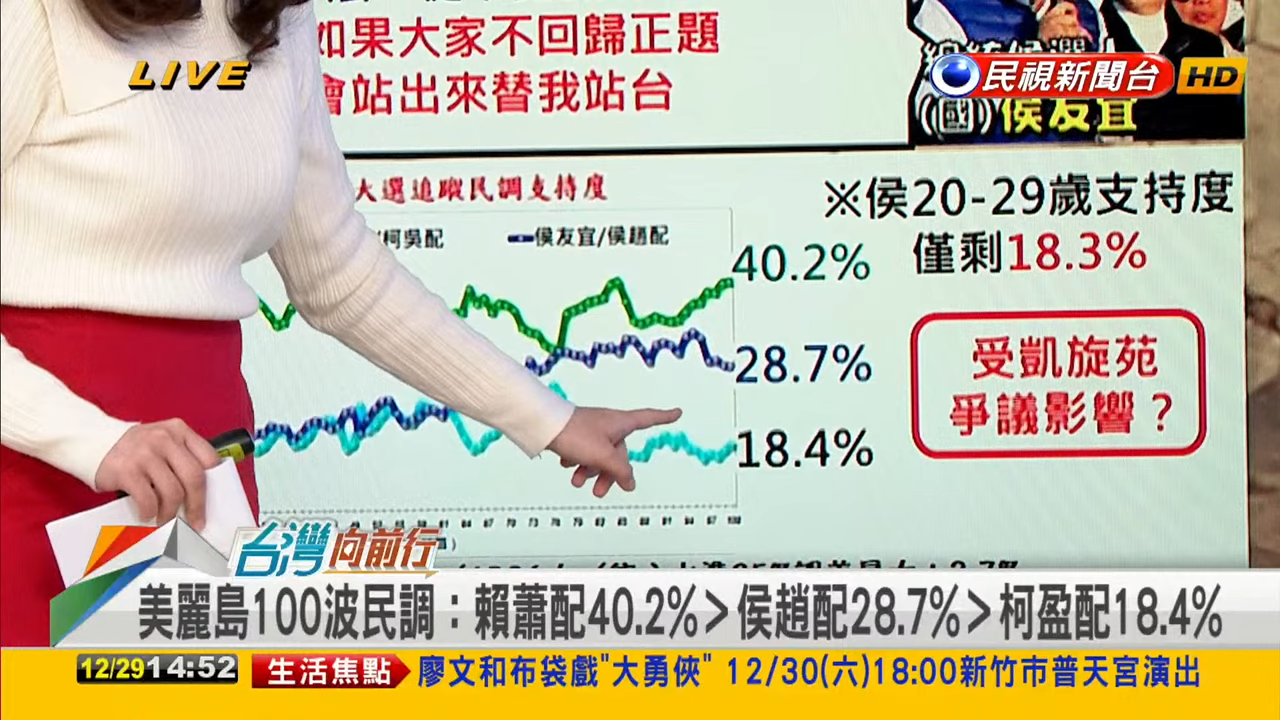 如果大家不回歸正題
會站出來替我站台
LIVE
民視新聞台 HD
(國)侯友宜
大選追蹤民調支持度
/柯吳配
侯友宜/侯趙配
※侯20-29歲支持度
僅剩18.3%
40.2%
28.7%
18.4%
受凱旋苑
爭議影響?
台灣向前行
美麗島100波民調:賴蕭配40.2%>侯趙配28.7%>柯盈配18.4%
12/29 14:52 生活焦點 廖文和布袋戲"大勇俠" 12/30(六)18:00新竹市普天宮演出